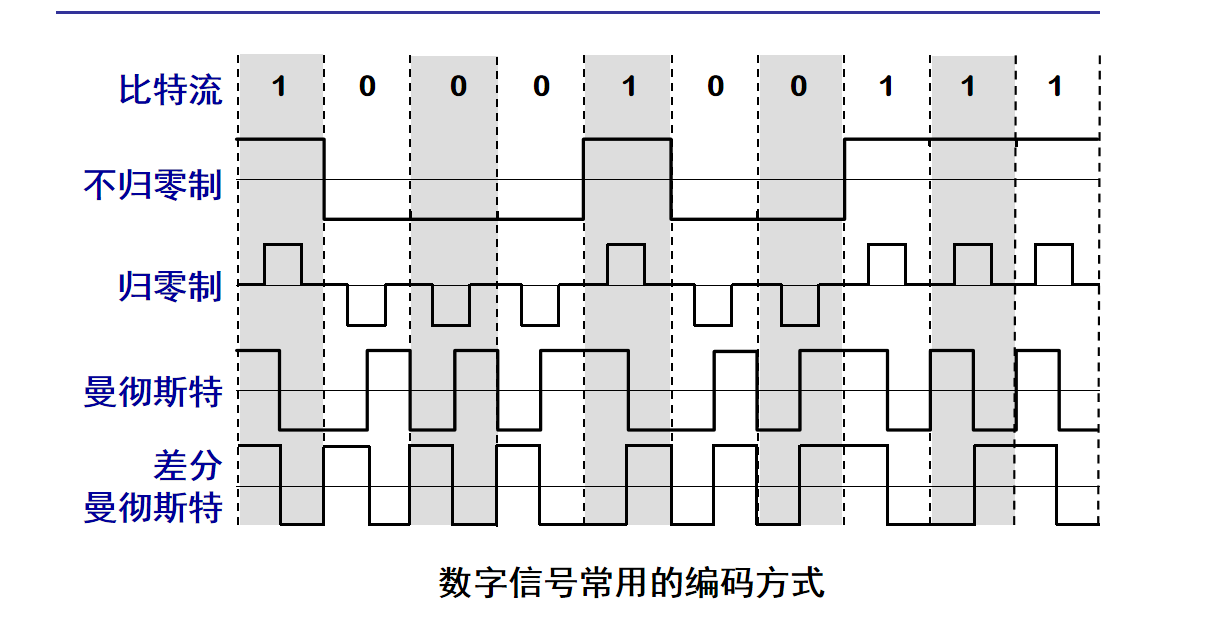 比特流 1 0 0 0 1 0 0 1 1 1
不归零制
归零制
曼彻斯特
差分
曼彻斯特
数字信号常用的编码方式